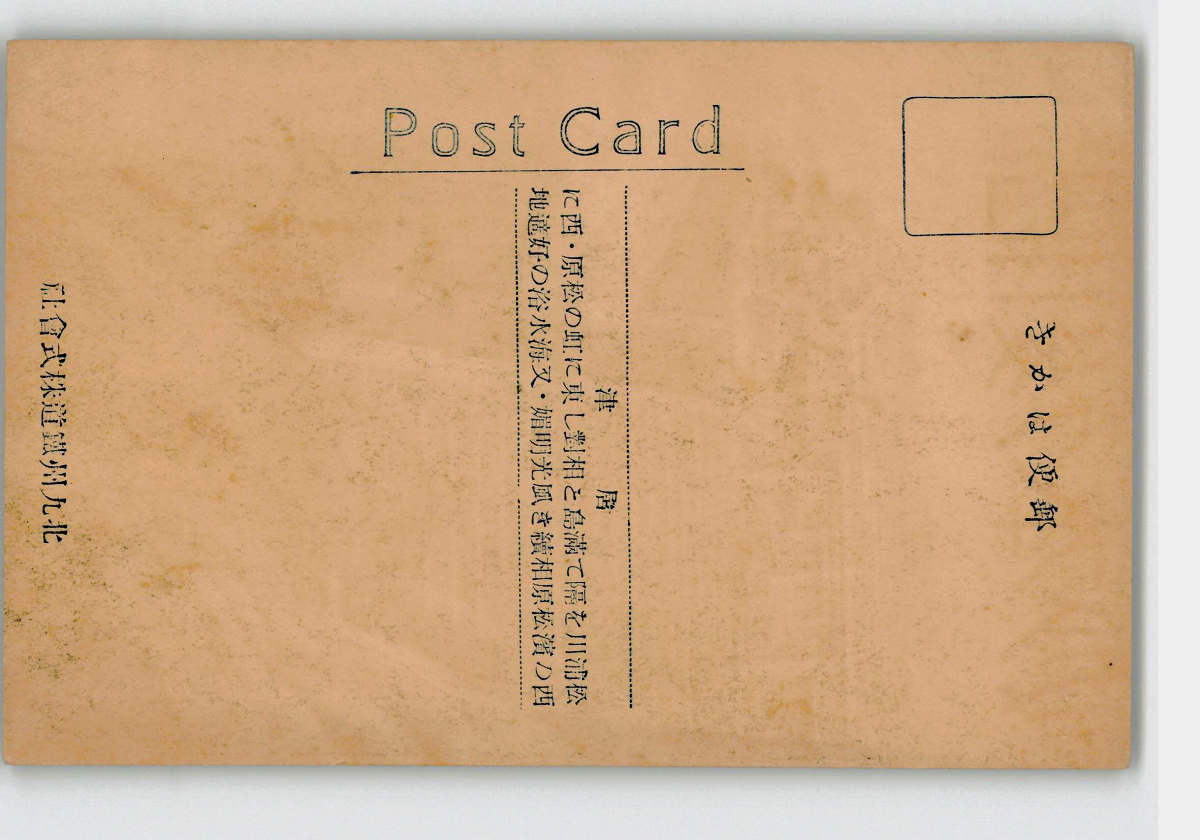 Post Card
郵便はかき
唐津
松浦川を隔て滿島と相對し東に虹の松原・西に
西の濱松原相續き風光明媚・又海水浴の好適地
北九州鐵道株式會社